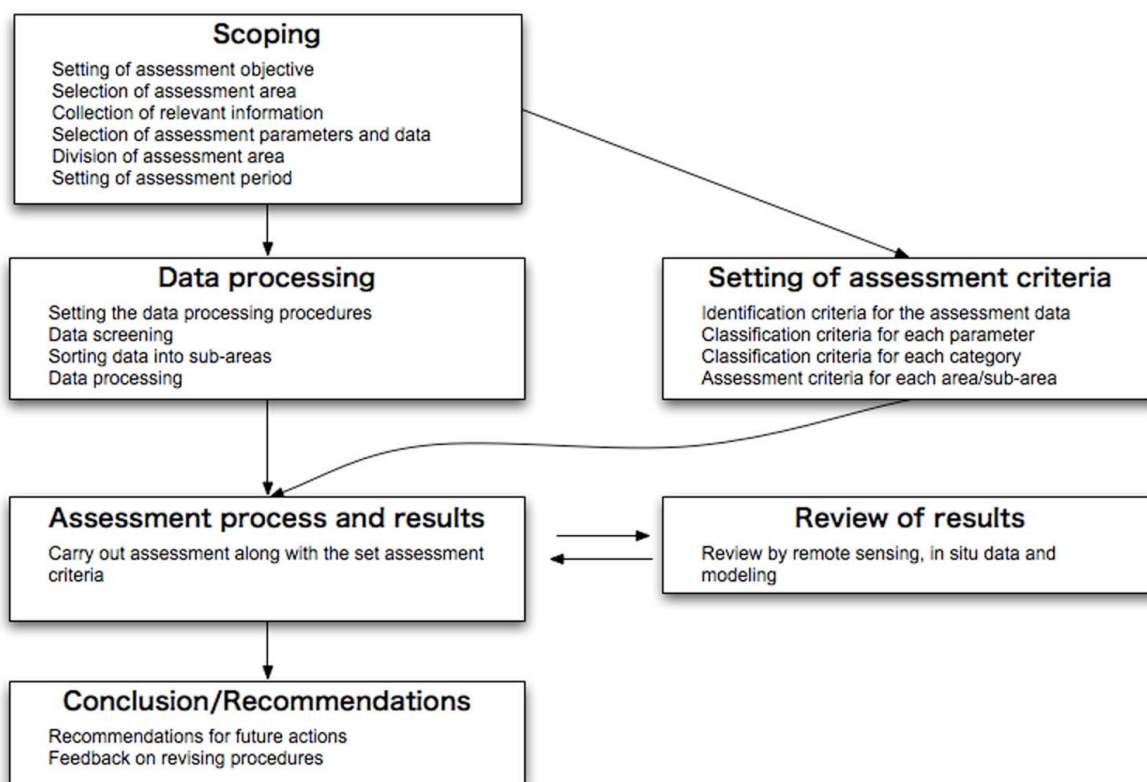 Scoping
Setting of assessment objective
Selection of assessment area
Collection of relevant information
Selection of assessment parameters and data
Division of assessment area
Setting of assessment period
Data processing
Setting the data processing procedures
Data screening
Sorting data into sub-areas
Data processing
Setting of assessment criteria
Identification criteria for the assessment data
Classification criteria for each parameter
Classification criteria for each category
Assessment criteria for each area/sub-area
Assessment process and results
Carry out assessment along with the set assessment
criteria
Review of results
Review by remote sensing, in situ data and
modeling
Conclusion/Recommendations
Recommendations for future actions
Feedback on revising procedures